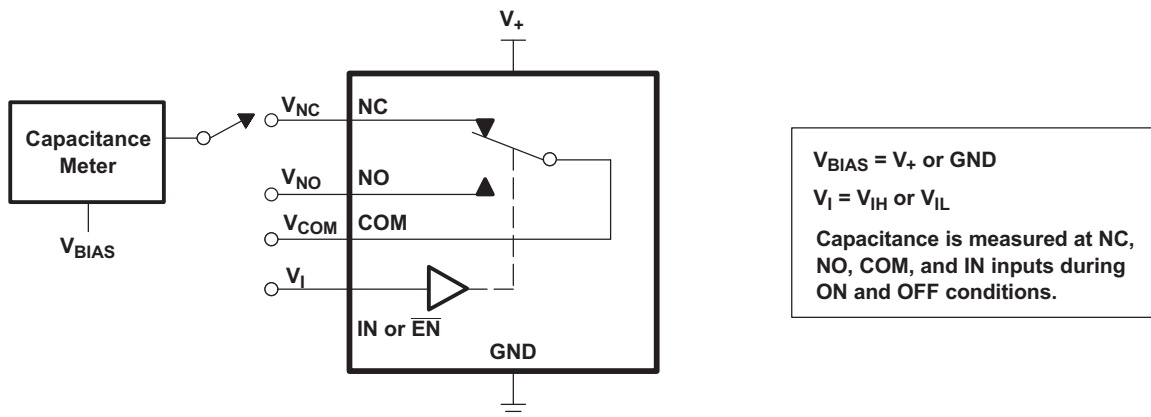 V+
Capacitance
Meter
VBIAS
VNC
NC
VNO
NO
VCOM
COM
VI
IN or E̅N̅
GND
VBIAS = V+ or GND
VI = VIH or VIL
Capacitance is measured at NC,
NO, COM, and IN inputs during
ON and OFF conditions.